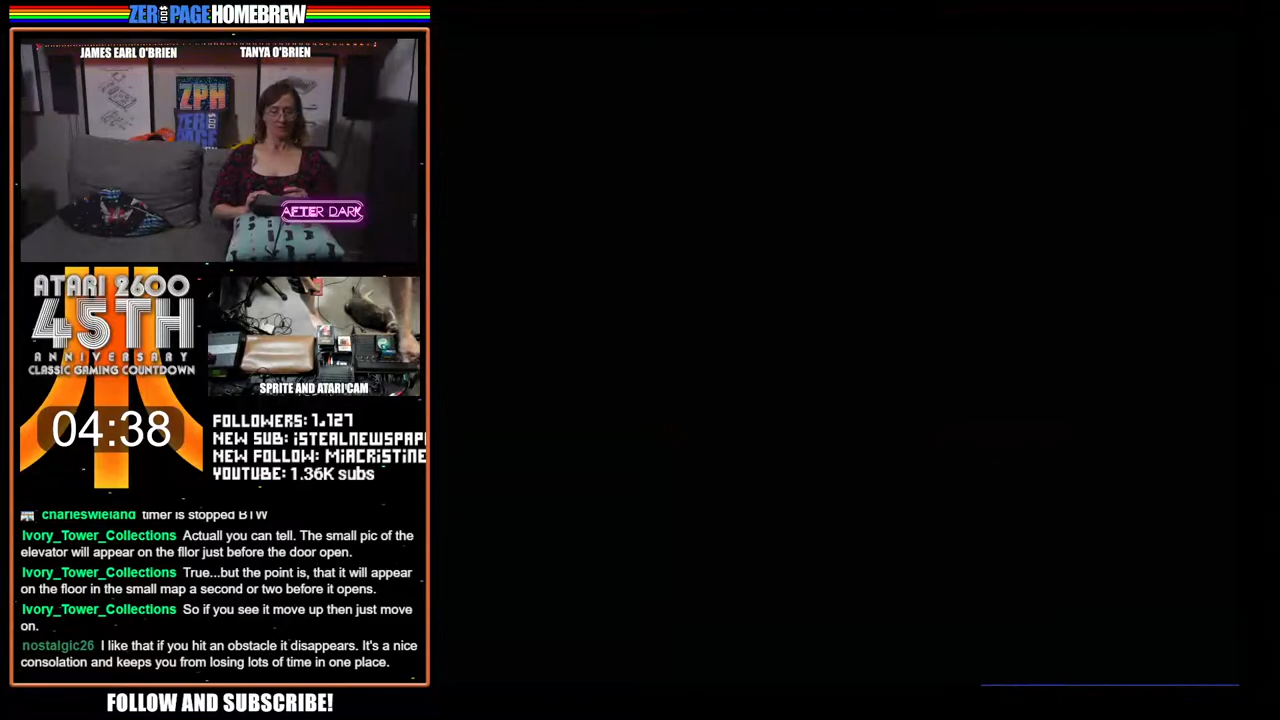 ZEROPAGE HOMEBREW
JAMES EARL O'BRIEN
TANYA O'BRIEN
ZPH
ZERO
PAGE
AFTER DARK
ATARI 2600
45TH
ANNIVERSARY
CLASSIC GAMING COUNTDOWN
04:38
SPRITE AND ATARI CAM
FOLLOWERS: 1,127
NEW SUB: ISTEALNEWSPAP
NEW FOLLOW: MIACRISTINE
YOUTUBE: 1.36K subs
charleswieland timer is stopped BTW
Ivory_Tower_Collections Actuall you can tell. The small pic of the
elevator will appear on the fllor just before the door open.
Ivory_Tower_Collections True...but the point is, that it will appear
on the floor in the small map a second or two before it opens.
Ivory_Tower_Collections So if you see it move up then just move
on.
nostalgic26 I like that if you hit an obstacle it disappears. It's a nice
consolation and keeps you from losing lots of time in one place.
FOLLOW AND SUBSCRIBE!